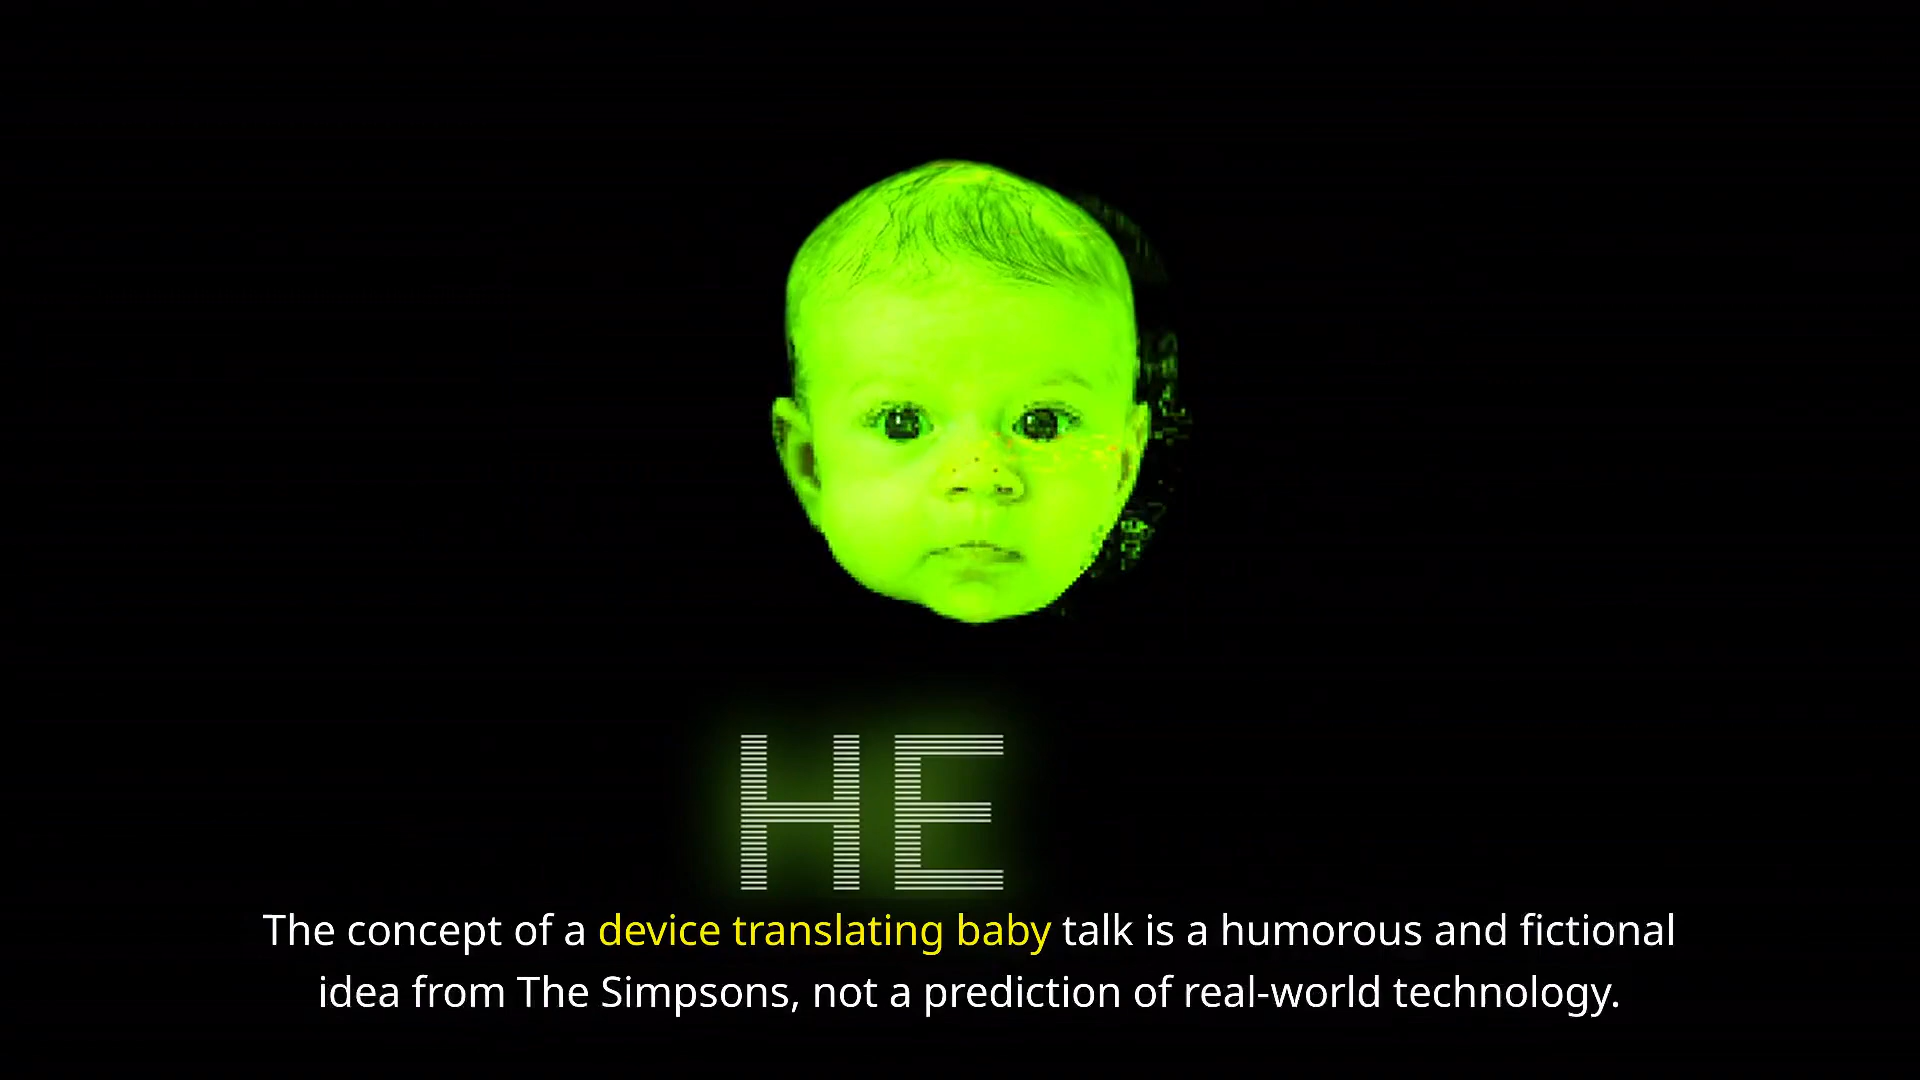 HE
The concept of a device translating baby talk is a humorous and fictional
idea from The Simpsons, not a prediction of real-world technology.